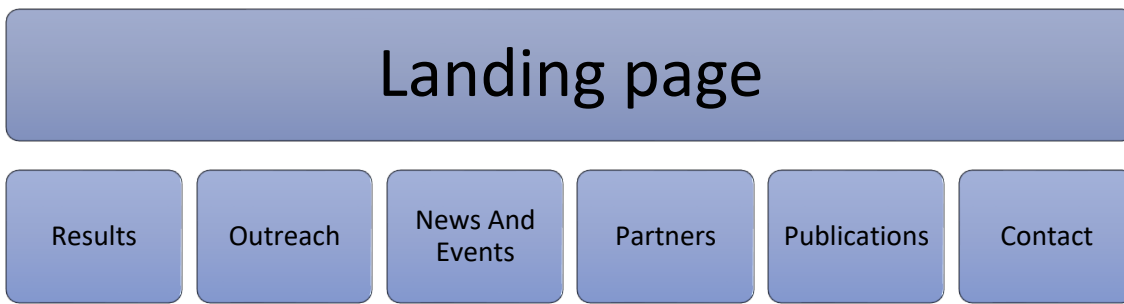 Landing page
Results
Outreach
News And
Events
Partners
Publications
Contact